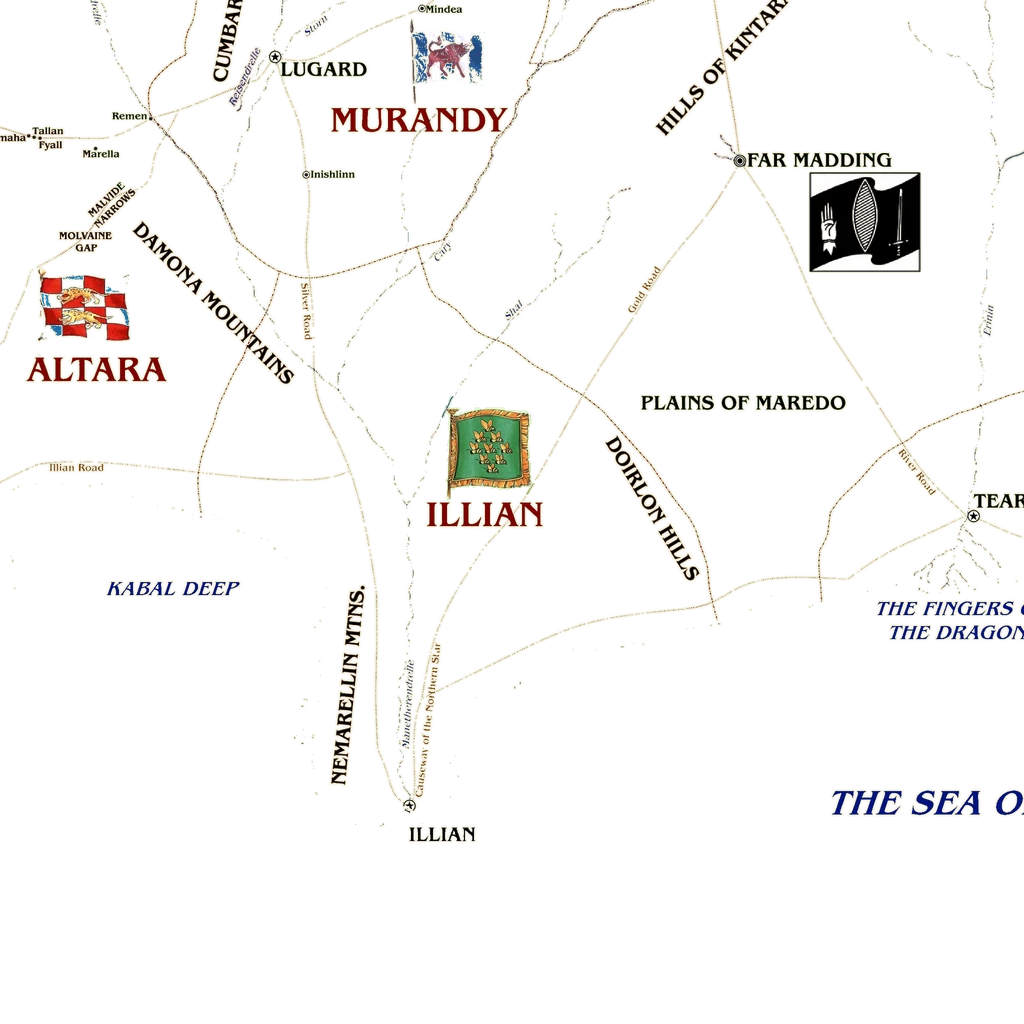 Mindea
CUMBAR
Storn
HILLS OF KINTARA
LUGARD
Reisendrelle
MURANDY
Remen
Tallan
maha
Fyall
Marella
FAR MADDING
Inishlinn
MALVIDE
NARROWS
MOLVAINE
GAP
DAMONA MOUNTAINS
Cary
Silver Road
Shal
Gold Road
Erinin
ALTARA
PLAINS OF MAREDO
Illian Road
DOIRLON HILLS
River Road
ILLIAN
TEAR
KABAL DEEP
THE FINGERS O
THE DRAGON
NEMARELLIN MTNS.
Manetherendrelle
Causeway of the Northern Star
THE SEA O
ILLIAN